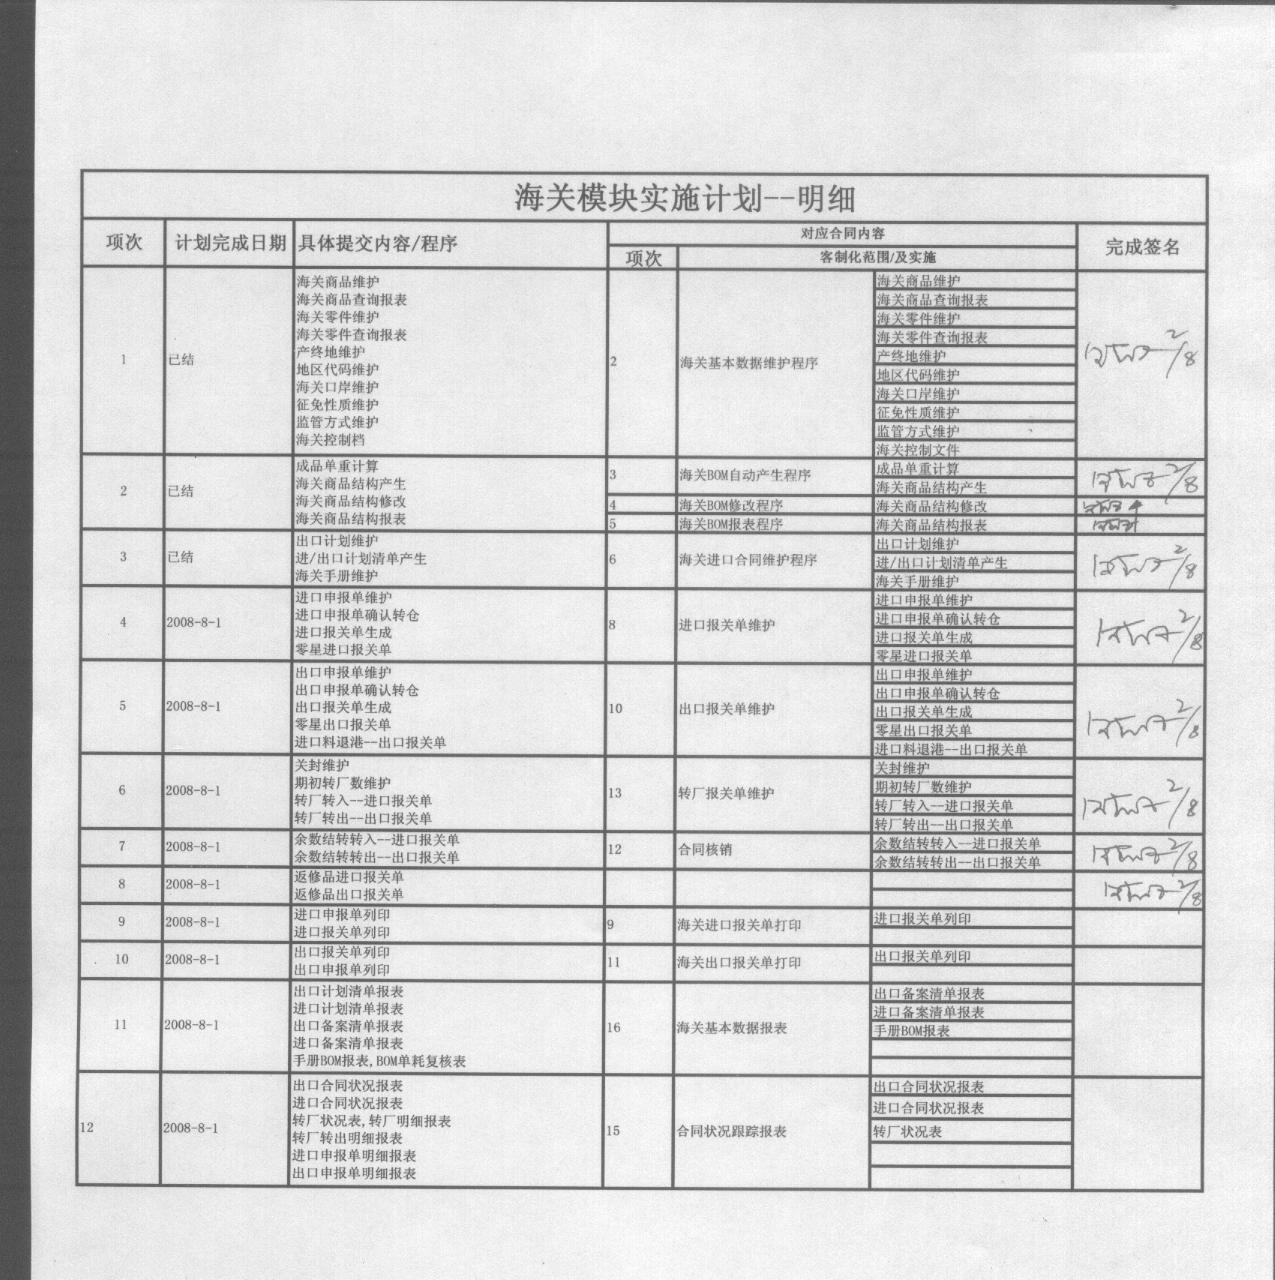 海关模块实施计划--明细
项次 计划完成日期 具体提交内容/程序 对应合同内容 完成签名
项次 客制化范围/及实施
1 已结
海关商品维护
海关商品查询报表
海关零件维护
海关零件查询报表
产终地维护
地区代码维护
海关口岸维护
征免性质维护
监管方式维护
海关控制档
2 海关基本数据维护程序
海关商品维护
海关商品查询报表
海关零件维护
海关零件查询报表
产终地维护
地区代码维护
海关口岸维护
征免性质维护
监管方式维护
海关控制文件
2/8
2 已结
成品单重计算
海关商品结构产生
海关商品结构修改
海关商品结构报表
3 海关BOM自动产生程序
成品单重计算
海关商品结构产生
2/8
4 海关BOM修改程序 海关商品结构修改
5 海关BOM报表程序 海关商品结构报表
3 已结
出口计划维护
进/出口计划清单产生
海关手册维护
6 海关进口合同维护程序
出口计划维护
进/出口计划清单产生
海关手册维护
2/8
4 2008-8-1
进口申报单维护
进口申报单确认转仓
进口报关单生成
零星进口报关单
8 进口报关单维护
进口申报单维护
进口申报单确认转仓
进口报关单生成
零星进口报关单
2/8
5 2008-8-1
出口申报单维护
出口申报单确认转仓
出口报关单生成
零星出口报关单
进口料退港--出口报关单
10 出口报关单维护
出口申报单维护
出口申报单确认转仓
出口报关单生成
零星出口报关单
进口料退港--出口报关单
2/8
6 2008-8-1
关封维护
期初转厂数维护
转厂转入--进口报关单
转厂转出--出口报关单
13 转厂报关单维护
关封维护
期初转厂数维护
转厂转入--进口报关单
转厂转出--出口报关单
2/8
7 2008-8-1
余数结转转入--进口报关单
余数结转转出--出口报关单
12 合同核销
余数结转转入--进口报关单
余数结转转出--出口报关单
2/8
8 2008-8-1
返修品进口报关单
返修品出口报关单
2/8
9 2008-8-1
进口申报单列印
进口报关单列印
9 海关进口报关单打印
进口报关单列印
10 2008-8-1
出口报关单列印
出口申报单列印
11 海关出口报关单打印
出口报关单列印
11 2008-8-1
出口计划清单报表
进口计划清单报表
出口备案清单报表
进口备案清单报表
手册BOM报表,BOM单耗复核表
16 海关基本数据报表
出口备案清单报表
进口备案清单报表
手册BOM报表
12 2008-8-1
出口合同状况报表
进口合同状况报表
转厂状况表,转厂明细报表
转厂转出明细报表
进口申报单明细报表
出口申报单明细报表
15 合同状况跟踪报表
出口合同状况报表
进口合同状况报表
转厂状况表